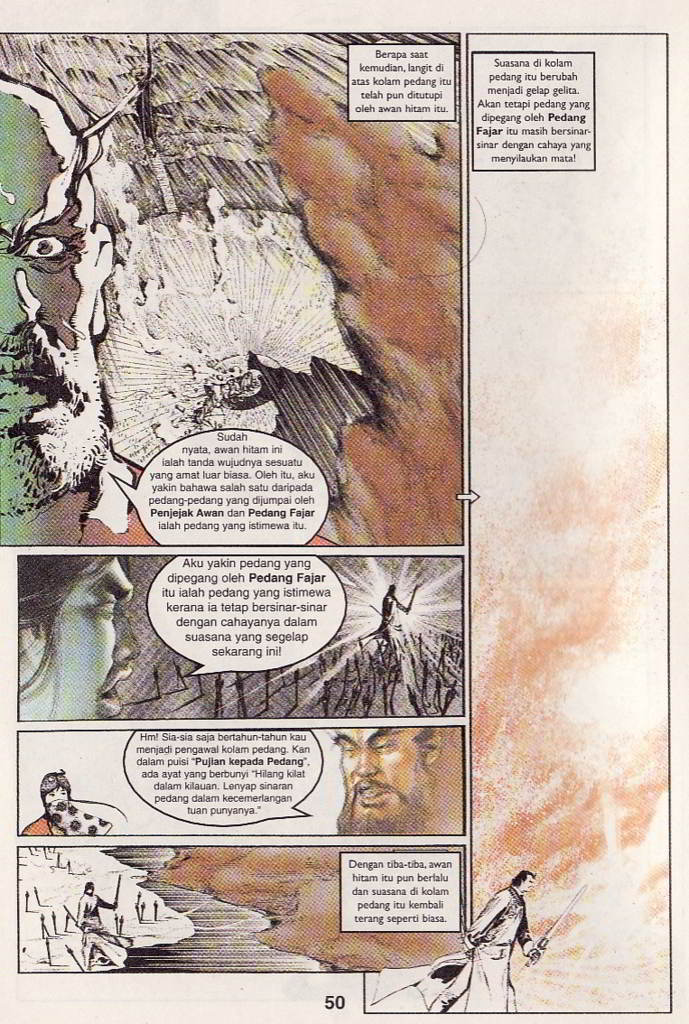 Berapa saat
kemudian, langit di
atas kolam pedang itu
telah pun ditutupi
oleh awan hitam itu.
Suasana di kolam
pedang itu berubah
menjadi gelap gelita.
Akan tetapi pedang yang
dipegang oleh Pedang
Fajar itu masih bersinar-
sinar dengan cahaya yang
menyilaukan mata!
Sudah
nyata, awan hitam ini
ialah tanda wujudnya sesuatu
yang amat luar biasa. Oleh itu, aku
yakin bahawa salah satu daripada
pedang-pedang yang dijumpai oleh
Penjejak Awan dan Pedang Fajar
ialah pedang yang istimewa itu.
Aku yakin pedang yang
dipegang oleh Pedang Fajar
itu ialah pedang yang istimewa
kerana ia tetap bersinar-sinar
dengan cahayanya dalam
suasana yang segelap
sekarang ini!
Hm! Sia-sia saja bertahun-tahun kau
menjadi pengawal kolam pedang. Kan
dalam puisi “Pujian kepada Pedang”,
ada ayat yang berbunyi “Hilang kilat
dalam kilauan. Lenyap sinaran
pedang dalam kecemerlangan
tuan punyanya.”
Dengan tiba-tiba, awan
hitam itu pun berlalu
dan suasana di kolam
pedang itu kembali
terang seperti biasa.
50